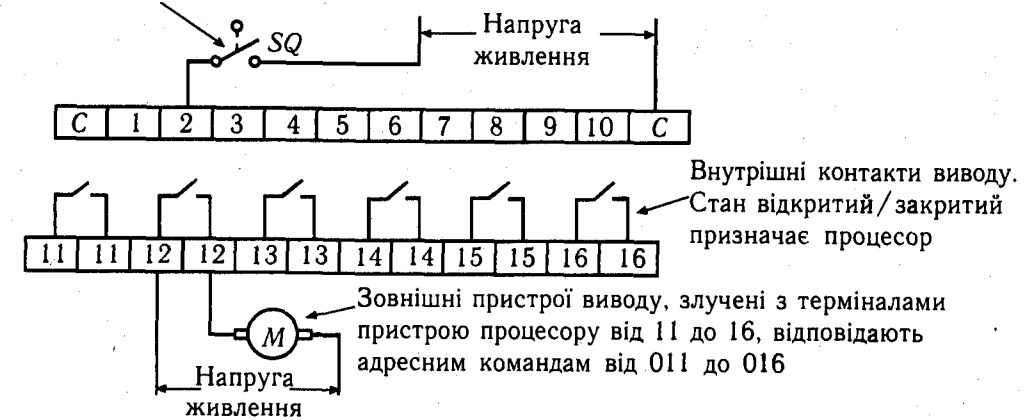 SQ
Напруга
живлення
C 1 2 3 4 5 6 7 8 9 10 C
Внутрішні контакти виводу.
Стан відкритий/закритий
призначає процесор
11 11 12 12 13 13 14 14 15 15 16 16
Зовнішні пристрої виводу, злучені з терміналами
пристрою процесору від 11 до 16, відповідають
адресним командам від 011 до 016
M
Напруга
живлення